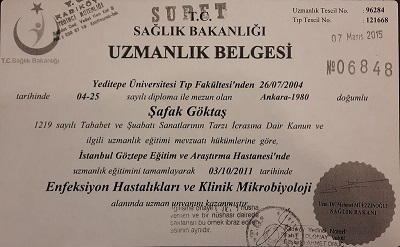 SURET
T.C.
SAĞLIK BAKANLIĞI
UZMANLIK BELGESİ
T.C. Sağlık Bakanlığı
Uzmanlık Tescil No: 96284
Tıp Tescil No: 121668
07 Mayıs 2015
№ 06848
Yeditepe Üniversitesi Tıp Fakültesi'nden 26/07/2004
tarihinde 04-25 sayılı diploma ile mezun olan Ankara-1980 doğumlu
Şafak Göktaş
1219 sayılı Tababet ve Şuabatı Sanatlarının Tarzı İcrasına Dair Kanun ve
ilgili uzmanlık eğitimi mevzuatı hükümlerine göre,
İstanbul Göztepe Eğitim ve Araştırma Hastanesi'nde
uzmanlık eğitimini tamamlayarak 03/10/2011 tarihinde
Enfeksiyon Hastalıkları ve Klinik Mikrobiyoloji
alanında uzman unvanını kazanmıştır.
SAĞLIK BAKANI